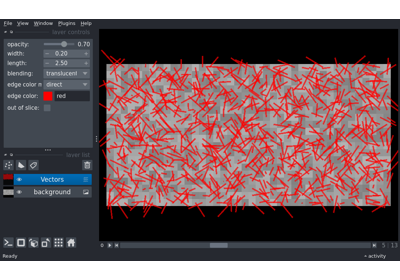 File View Window Plugins Help
layer controls
opacity: 0.70
width: 0.20
length: 2.50
blending: translucent
edge color m direct
edge color: red
out of slice:
layer list
Vectors
background
0 5 13
Ready activity